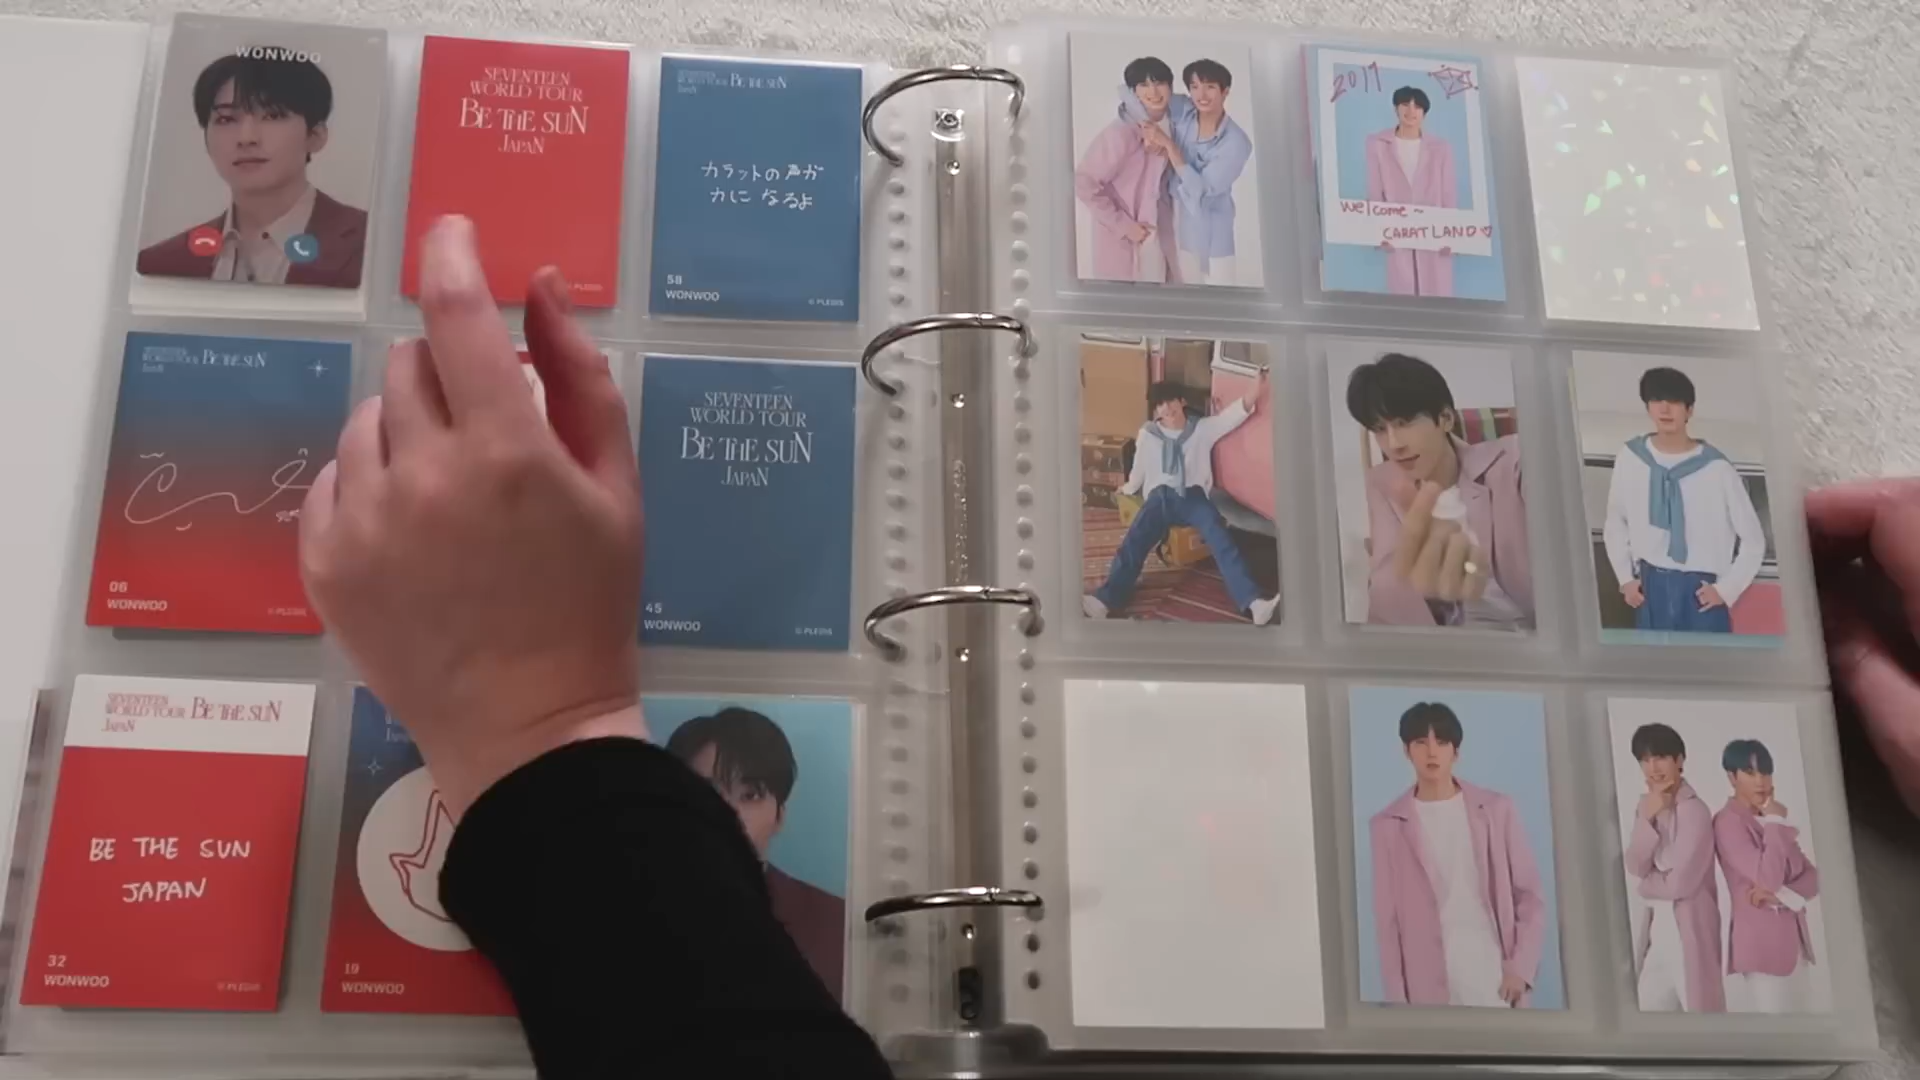 WONWOO
SEVENTEEN
WORLD TOUR
BE THE SUN
JAPAN
© PLEDIS
SEVENTEEN
WORLD TOUR BE THE SUN
JAPAN
カラットの声が
力になるよ
58
WONWOO
© PLEDIS
2017
Welcome ~
CARATLAND♡
SEVENTEEN
WORLD TOUR BE THE SUN
JAPAN
06
WONWOO
© PLEDIS
SEVENTEEN
WORLD TOUR
BE THE SUN
JAPAN
45
WONWOO
© PLEDIS
SEVENTEEN
WORLD TOUR BE THE SUN
JAPAN
BE THE SUN
JAPAN
32
WONWOO
© PLEDIS
19
WONWOO